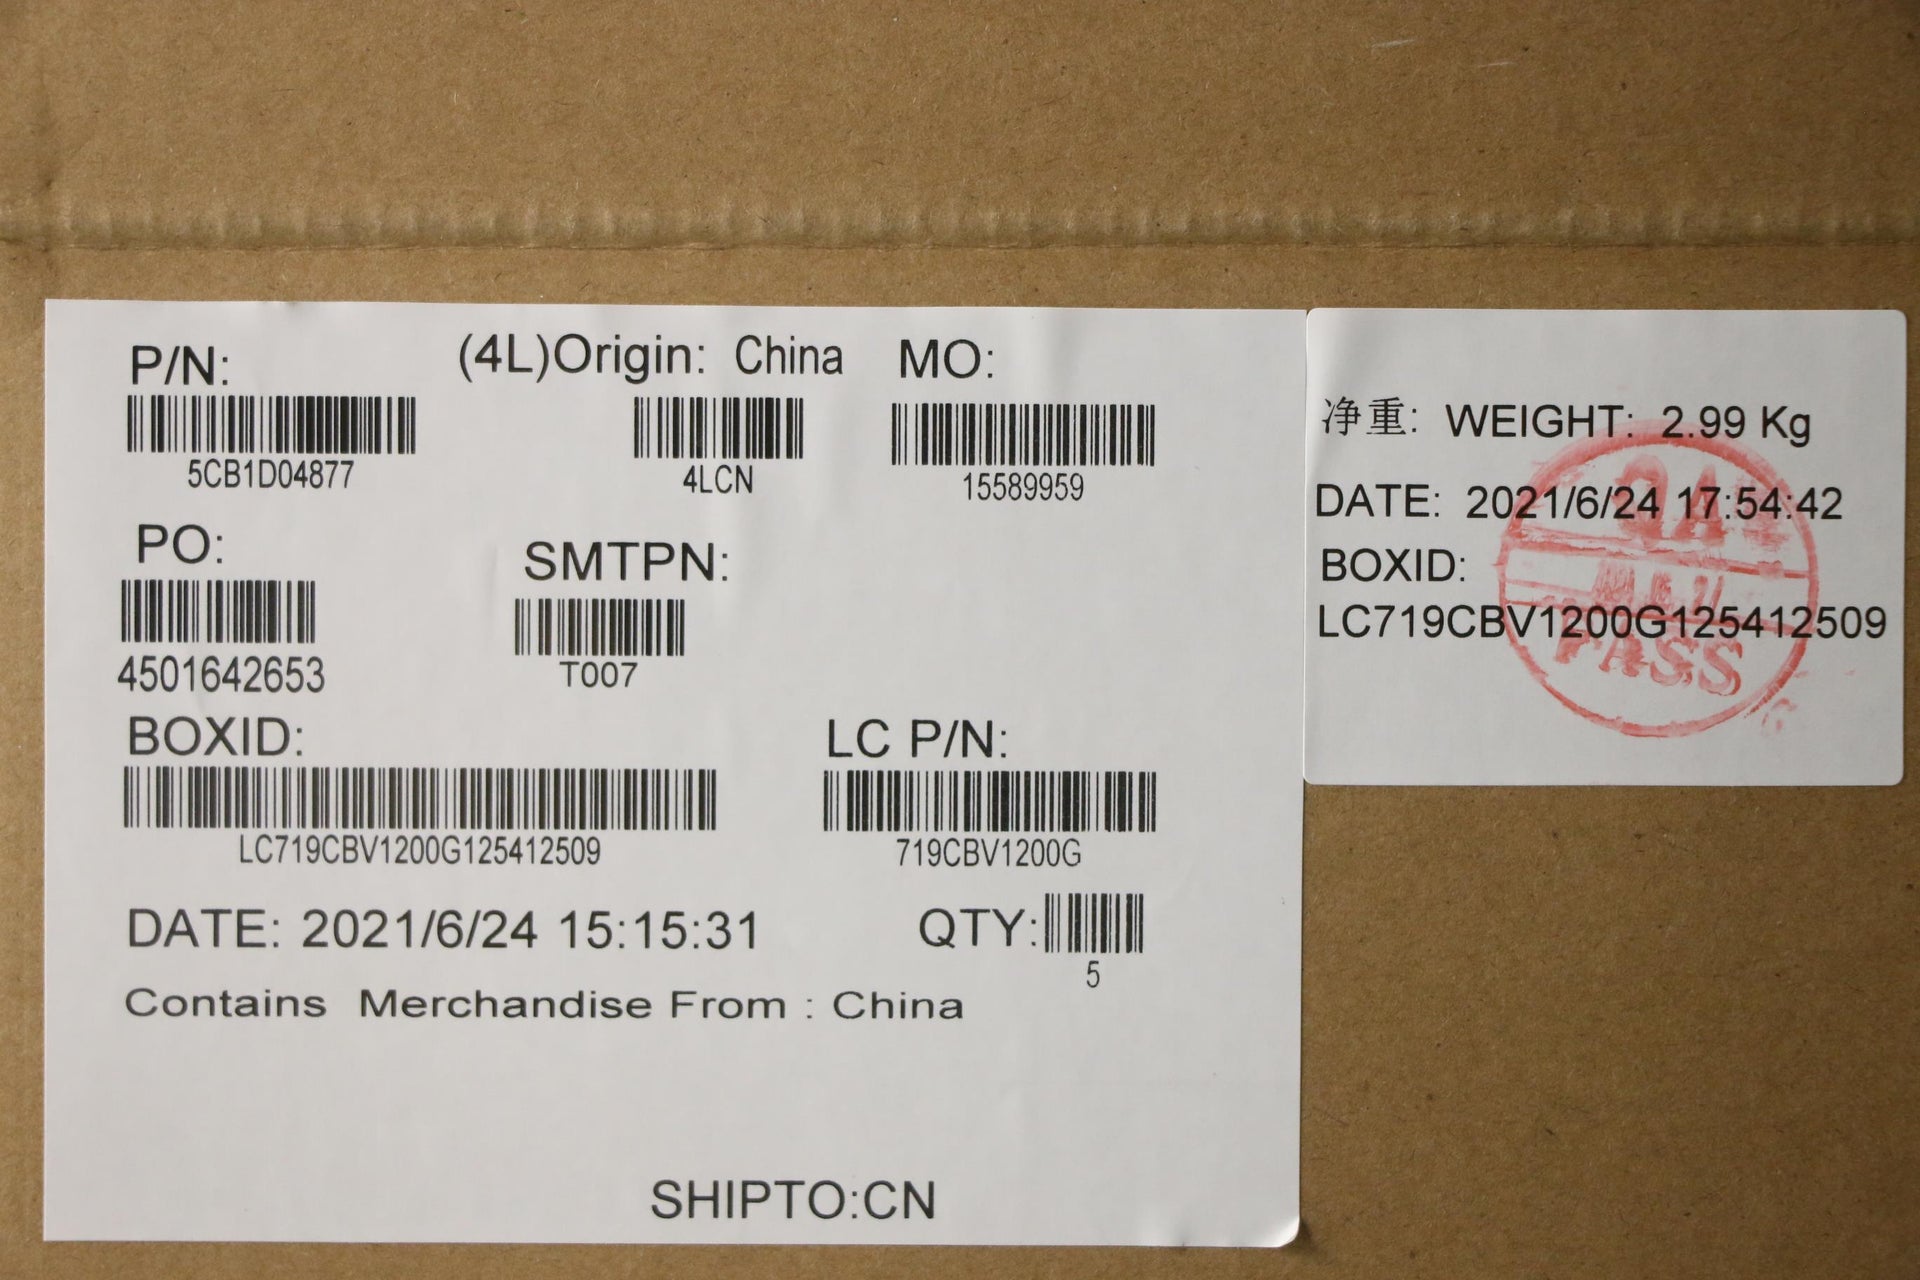 P/N: (4L)Origin: China MO:
5CB1D04877 4LCN 15589959
PO: SMTPN:
4501642653 T007
BOXID: LC P/N:
LC719CBV1200G125412509 719CBV1200G
DATE: 2021/6/24 15:15:31 QTY:
5
Contains Merchandise From : China
SHIPTO:CN
净重: WEIGHT: 2.99 Kg
DATE: 2021/6/24 17:54:42
BOXID:
LC719CBV1200G125412509
QA
PASS